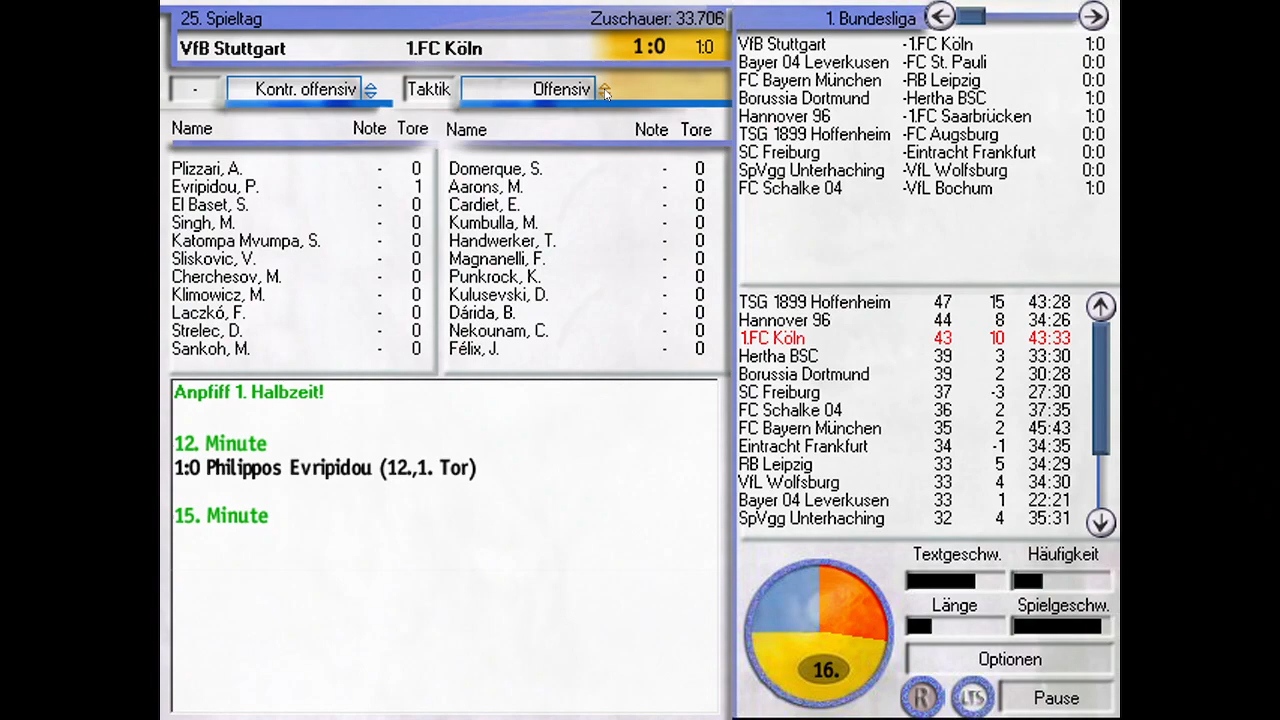 25. Spieltag Zuschauer: 33.706
VfB Stuttgart 1.FC Köln 1:0 1:0
- Kontr. offensiv Taktik Offensiv
Name Note Tore Name Note Tore
Plizzari, A. - 0 Domerque, S. - 0
Evripidou, P. - 1 Aarons, M. - 0
El Baset, S. - 0 Cardiet, E. - 0
Singh, M. - 0 Kumbulla, M. - 0
Katompa Mvumpa, S. - 0 Handwerker, T. - 0
Sliskovic, V. - 0 Magnanelli, F. - 0
Cherchesov, M. - 0 Punkrock, K. - 0
Klimowicz, M. - 0 Kulusevski, D. - 0
Laczkó, F. - 0 Dárida, B. - 0
Strelec, D. - 0 Nekounam, C. - 0
Sankoh, M. - 0 Félix, J. - 0
Anpfiff 1. Halbzeit!
12. Minute
1:0 Philippos Evripidou (12.,1. Tor)
15. Minute
1. Bundesliga
VfB Stuttgart -1.FC Köln 1:0
Bayer 04 Leverkusen -FC St. Pauli 0:0
FC Bayern München -RB Leipzig 0:0
Borussia Dortmund -Hertha BSC 1:0
Hannover 96 -1.FC Saarbrücken 1:0
TSG 1899 Hoffenheim -FC Augsburg 0:0
SC Freiburg -Eintracht Frankfurt 0:0
SpVgg Unterhaching -VfL Wolfsburg 0:0
FC Schalke 04 -VfL Bochum 1:0
TSG 1899 Hoffenheim 47 15 43:28
Hannover 96 44 8 34:26
1.FC Köln 43 10 43:33
Hertha BSC 39 3 33:30
Borussia Dortmund 39 2 30:28
SC Freiburg 37 -3 27:30
FC Schalke 04 36 2 37:35
FC Bayern München 35 2 45:43
Eintracht Frankfurt 34 -1 34:35
RB Leipzig 33 5 34:29
VfL Wolfsburg 33 4 34:30
Bayer 04 Leverkusen 33 1 22:21
SpVgg Unterhaching 32 4 35:31
Textgeschw. Häufigkeit
Länge Spielgeschw.
16.
Optionen
R LTS Pause